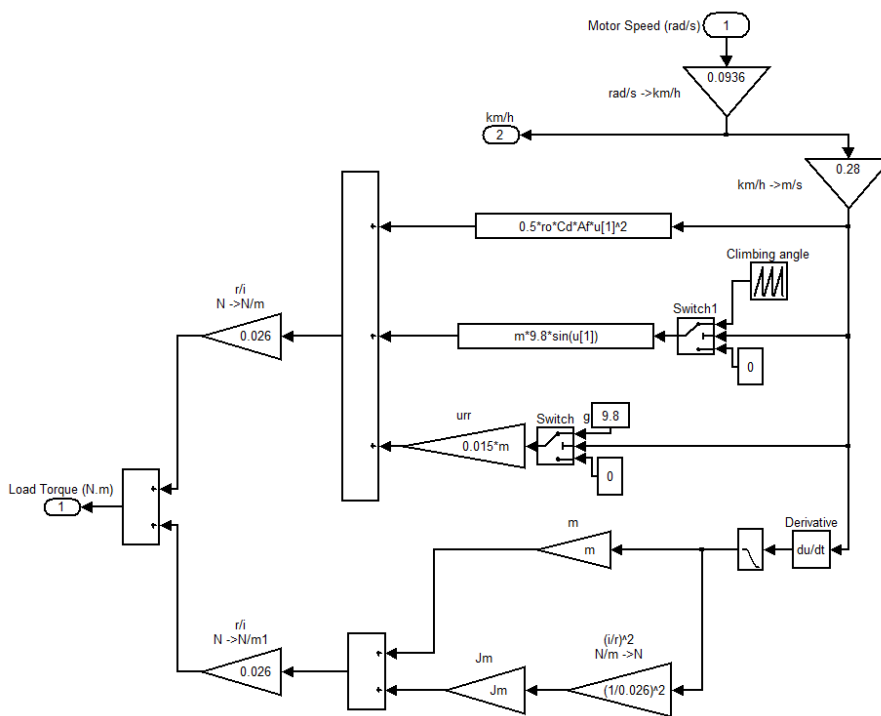 Motor Speed (rad/s)
1
0.0936
rad/s ->km/h
km/h
2
0.28
km/h ->m/s
0.5*ro*Cd*Af*u[1]^2
Climbing angle
r/i
N ->N/m
0.026
m*9.8*sin(u[1])
Switch1
0
urr
0.015*m
Switch
g
9.8
0
Load Torque (N.m)
1
+
+
+
+
+
m
m
Derivative
du/dt
r/i
N ->N/m1
0.026
+
+
Jm
Jm
(i/r)^2
N/m ->N
(1/0.026)^2